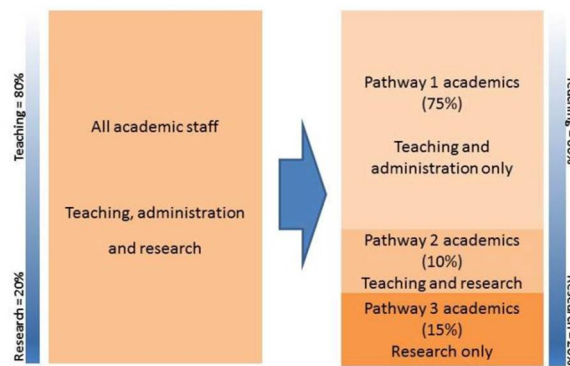 Teaching = 80%
Research = 20%
All academic staff
Teaching, administration
and research
Pathway 1 academics
(75%)
Teaching and
administration only
Pathway 2 academics
(10%)
Teaching and research
Pathway 3 academics
(15%)
Research only